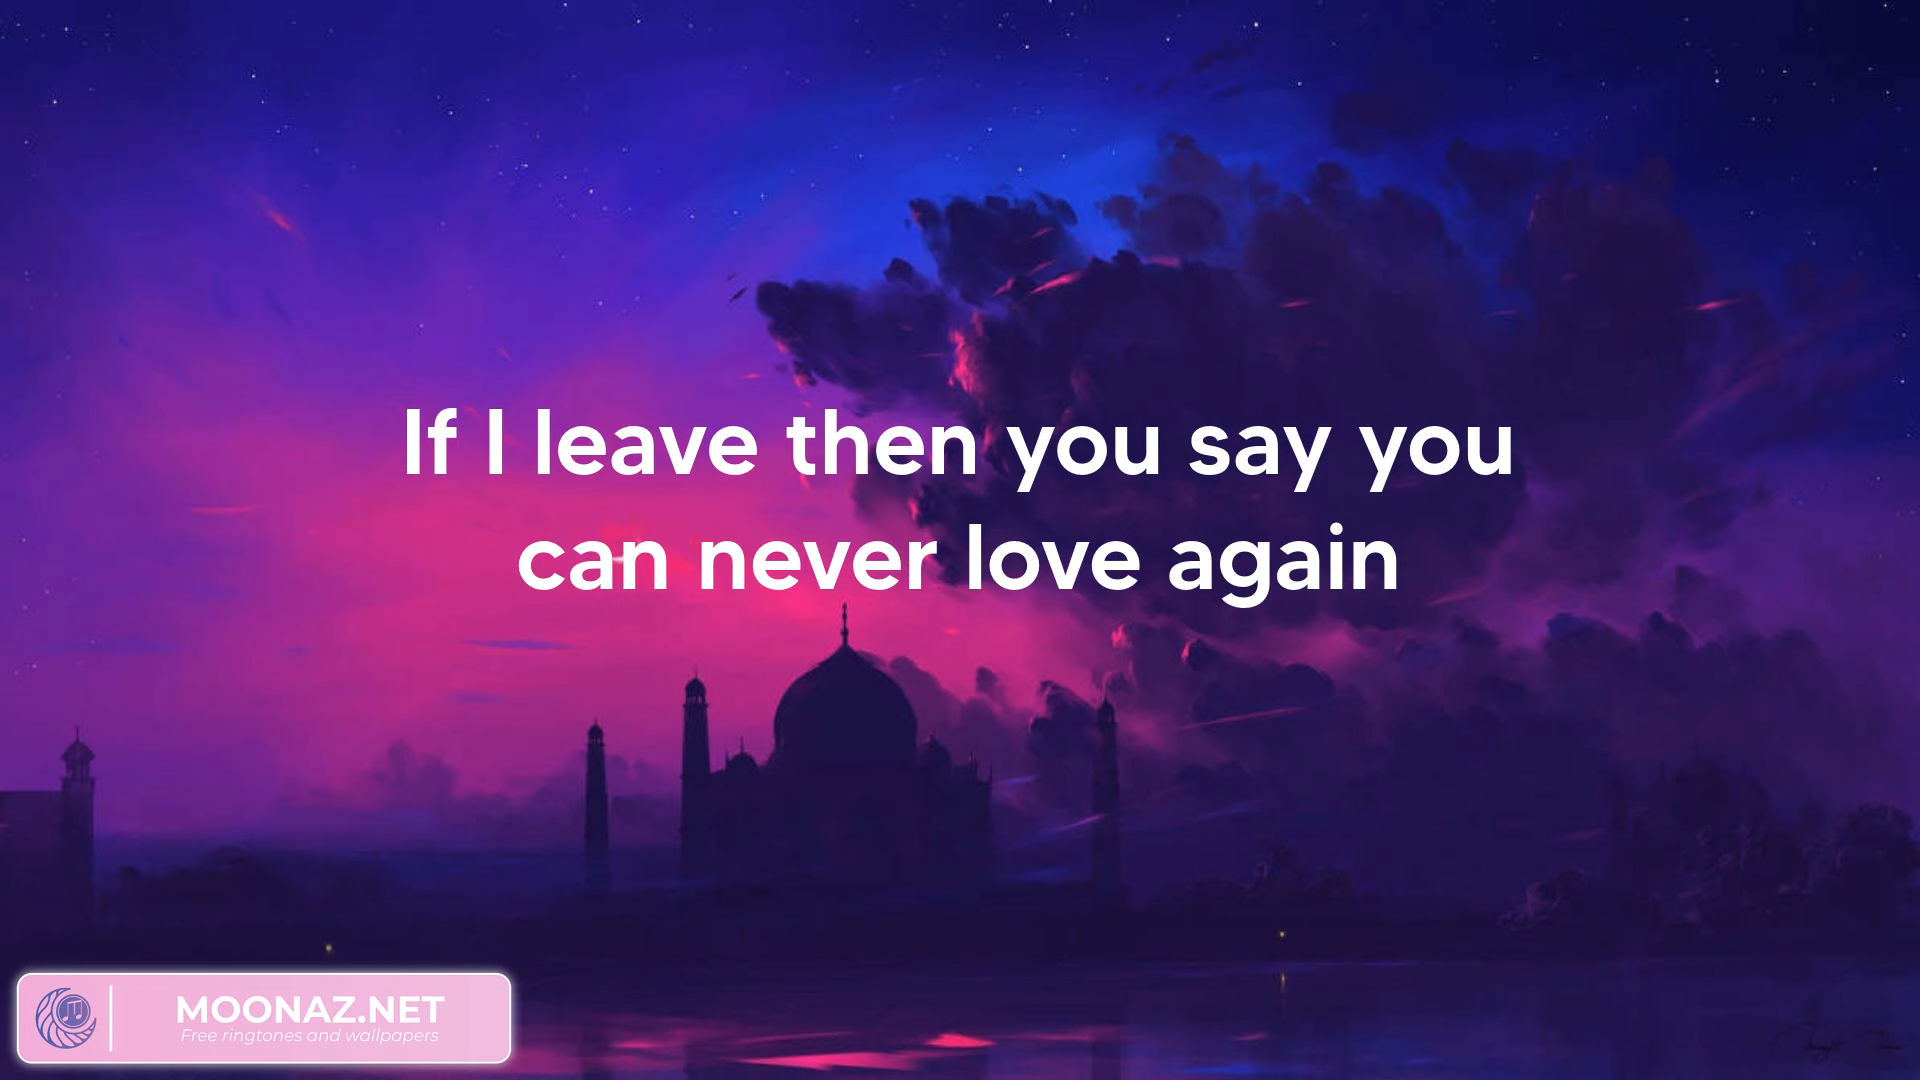 If I leave then you say you
can never love again
MOONAZ.NET
Free ringtones and wallpapers